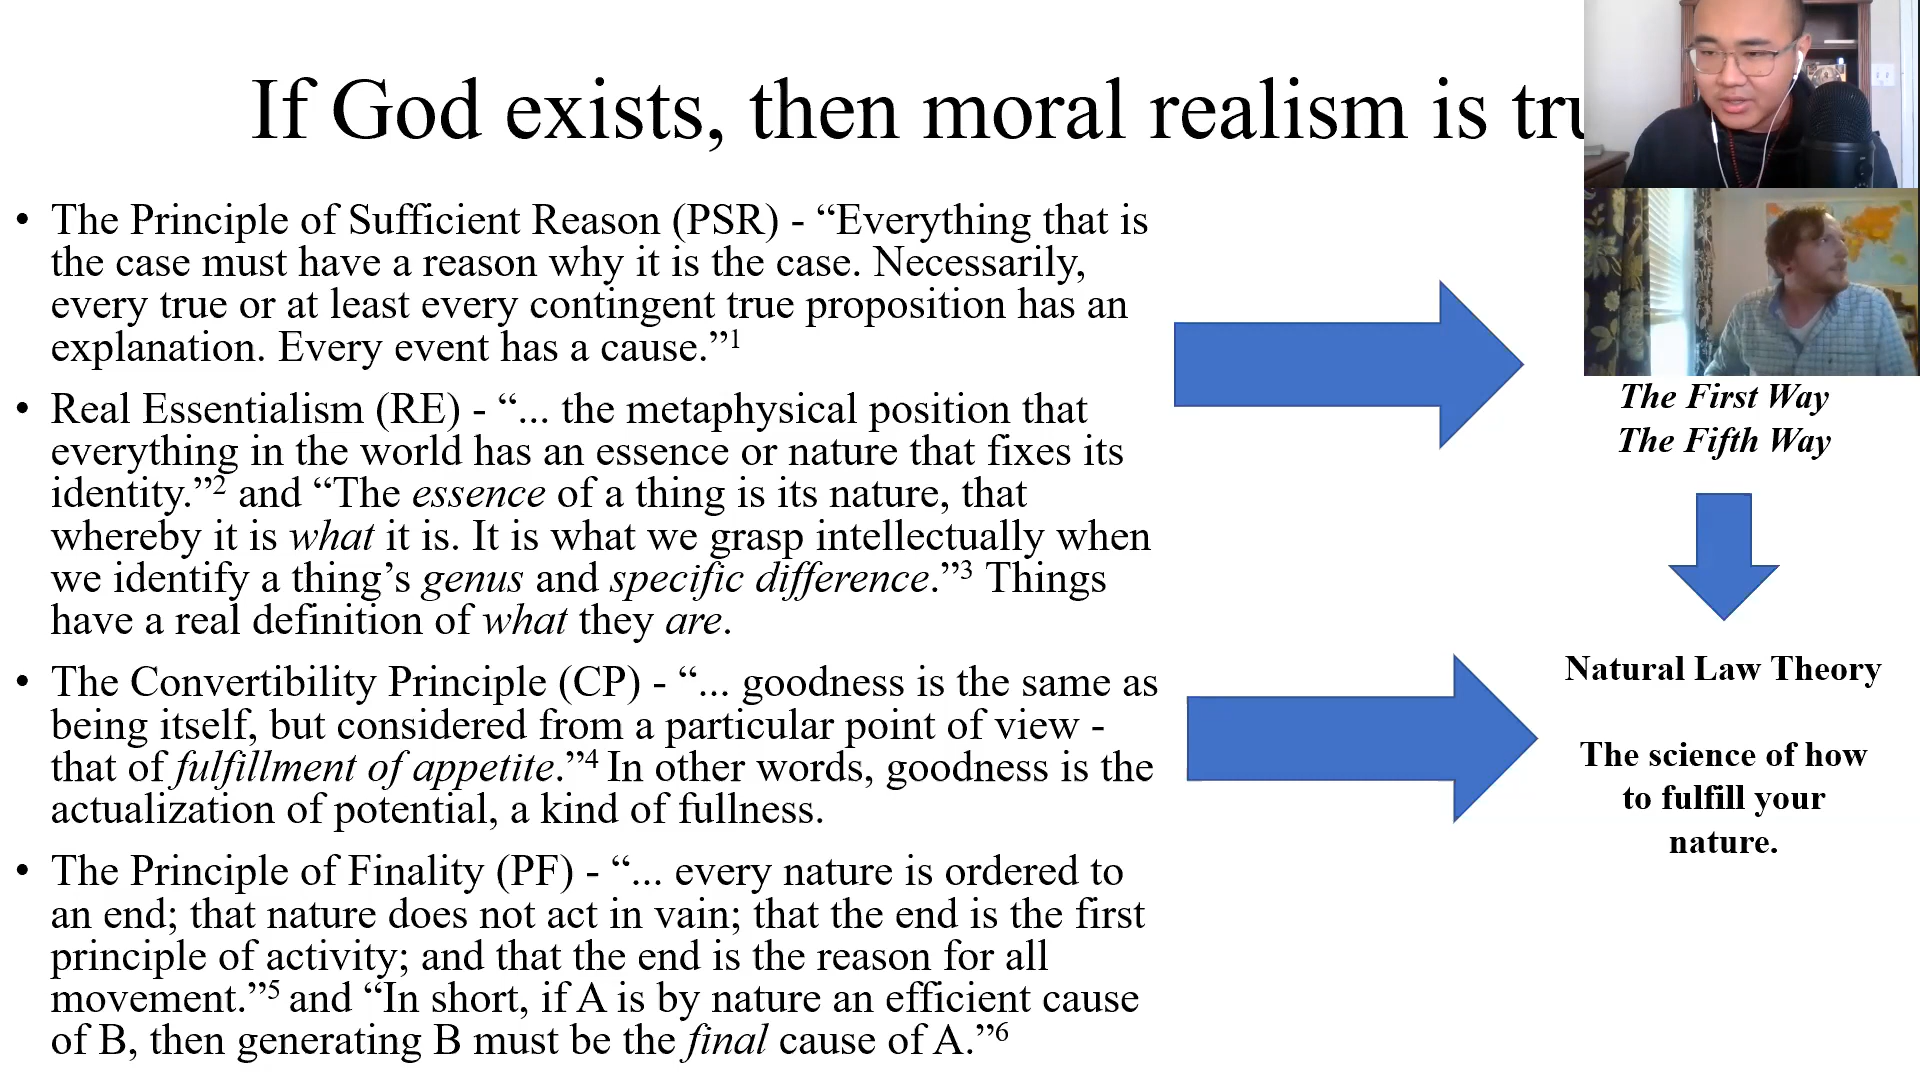 If God exists, then moral realism is
• The Principle of Sufficient Reason (PSR) - “Everything that is
the case must have a reason why it is the case. Necessarily,
every true or at least every contingent true proposition has an
explanation. Every event has a cause.”1
• Real Essentialism (RE) - “... the metaphysical position that
everything in the world has an essence or nature that fixes its
identity.”2 and “The essence of a thing is its nature, that
whereby it is what it is. It is what we grasp intellectually when
we identify a thing’s genus and specific difference.”3 Things
have a real definition of what they are.
• The Convertibility Principle (CP) - “... goodness is the same as
being itself, but considered from a particular point of view -
that of fulfillment of appetite.”4 In other words, goodness is the
actualization of potential, a kind of fullness.
• The Principle of Finality (PF) - “... every nature is ordered to
an end; that nature does not act in vain; that the end is the first
principle of activity; and that the end is the reason for all
movement.”5 and “In short, if A is by nature an efficient cause
of B, then generating B must be the final cause of A.”6
The First Way
The Fifth Way
Natural Law Theory
The science of how
to fulfill your
nature.